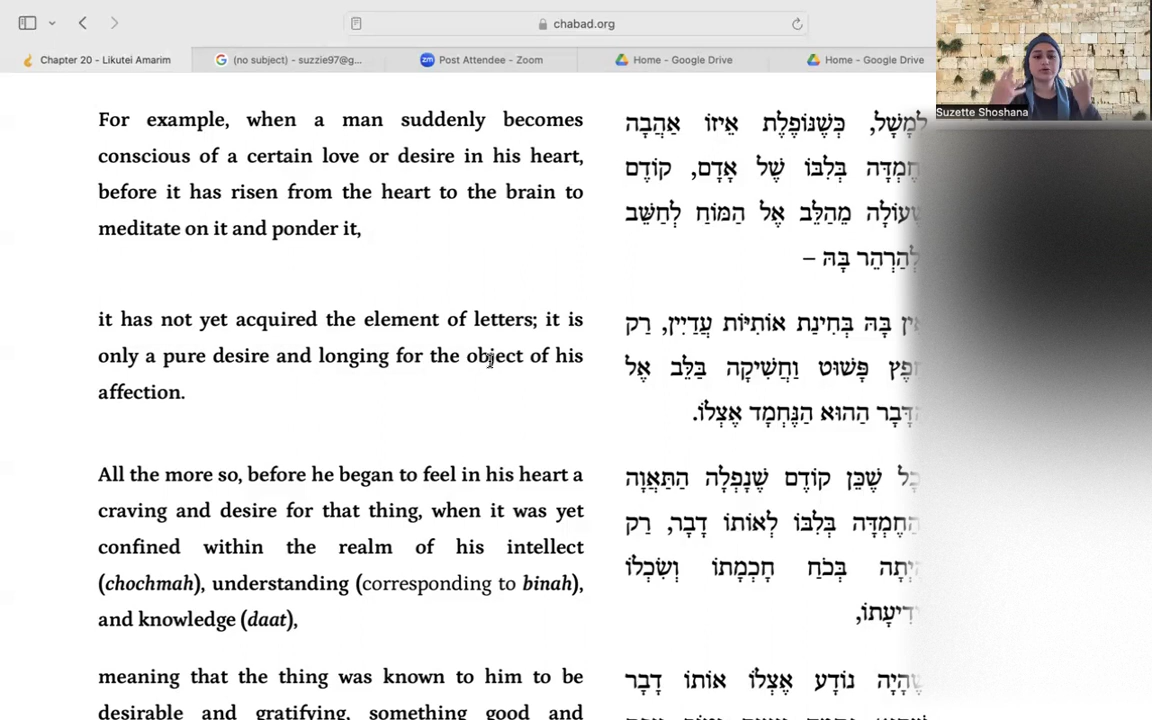 chabad.org
Chapter 20 - Likutei Amarim
(no subject) - suzzie97@g...
zm Post Attendee - Zoom
Home - Google Drive
Home - Google Drive
Suzette Shoshana
For example, when a man suddenly becomes
conscious of a certain love or desire in his heart,
before it has risen from the heart to the brain to
meditate on it and ponder it,
it has not yet acquired the element of letters; it is
only a pure desire and longing for the object of his
affection.
All the more so, before he began to feel in his heart a
craving and desire for that thing, when it was yet
confined within the realm of his intellect
(chochmah), understanding (corresponding to binah),
and knowledge (daat),
meaning that the thing was known to him to be
desirable and gratifying, something good and
לְמָשָׁל, כְּשֶׁנּוֹפֶלֶת אֵיזוֹ אַהֲבָה
בְּלִבּוֹ שֶׁל אָדָם, קוֹדֶם
מֵהַלֵּב אֶל הַמּוֹחַ לְחַשֵּׁב
בָּהּ –
בָּהּ בְּחִינַת אוֹתִיּוֹת עֲדַיִין, רַק
פָּשׁוּט וַחֲשִׁיקָה בַּלֵּב אֶל
הַהוּא הַנֶּחְמָד אֶצְלוֹ.
שֶׁכֵּן קוֹדֶם שֶׁנָּפְלָה הַתַּאֲוָה
בְּלִבּוֹ לְאוֹתוֹ דָבָר, רַק
בְּכֹחַ חָכְמָתוֹ וְשִׂכְלוֹ
נוֹדָע אֶצְלוֹ אוֹתוֹ דָבָר